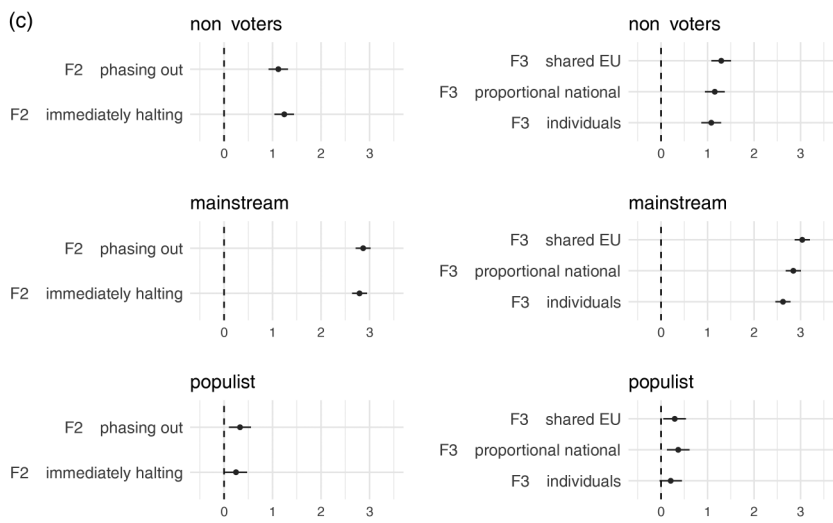 (c)
non voters
F2 phasing out
F2 immediately halting
0 1 2 3
non voters
F3 shared EU
F3 proportional national
F3 individuals
0 1 2 3
mainstream
F2 phasing out
F2 immediately halting
0 1 2 3
mainstream
F3 shared EU
F3 proportional national
F3 individuals
0 1 2 3
populist
F2 phasing out
F2 immediately halting
0 1 2 3
populist
F3 shared EU
F3 proportional national
F3 individuals
0 1 2 3